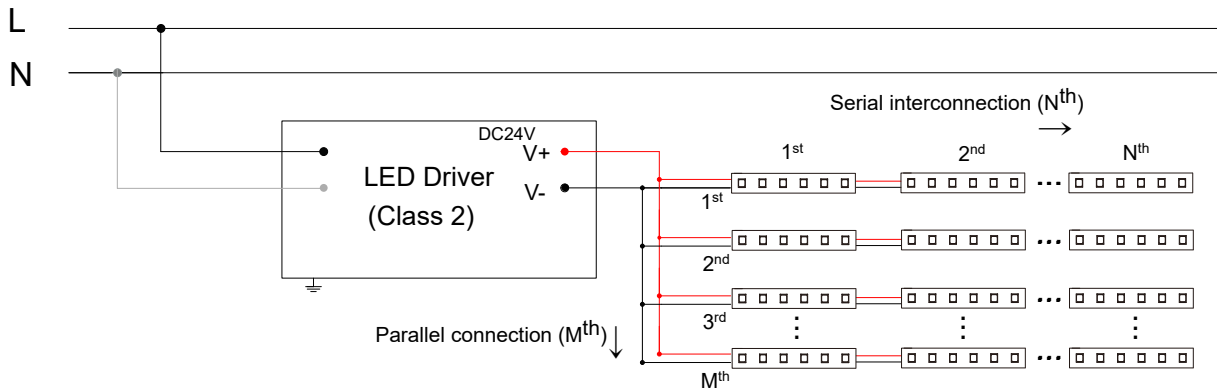 L
N
Serial interconnection (Nth)
1st 2nd Nth
DC24V
V+
LED Driver
V-
(Class 2)
1st
2nd
3rd
Parallel connection (Mth)
Mth